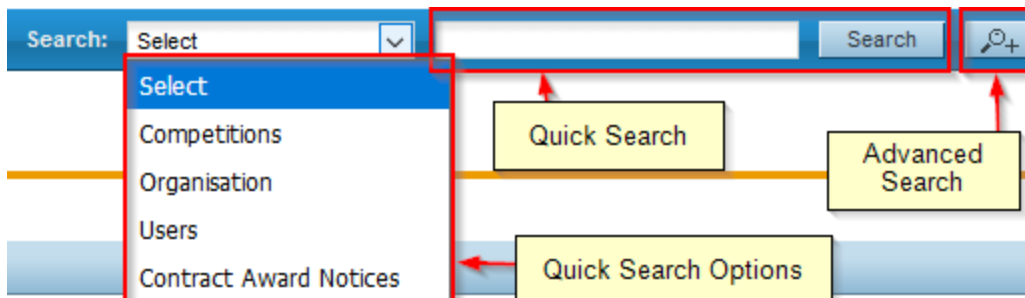 Search: Select Search
Select
Competitions
Quick Search
Advanced
Search
Organisation
Users
Quick Search Options
Contract Award Notices